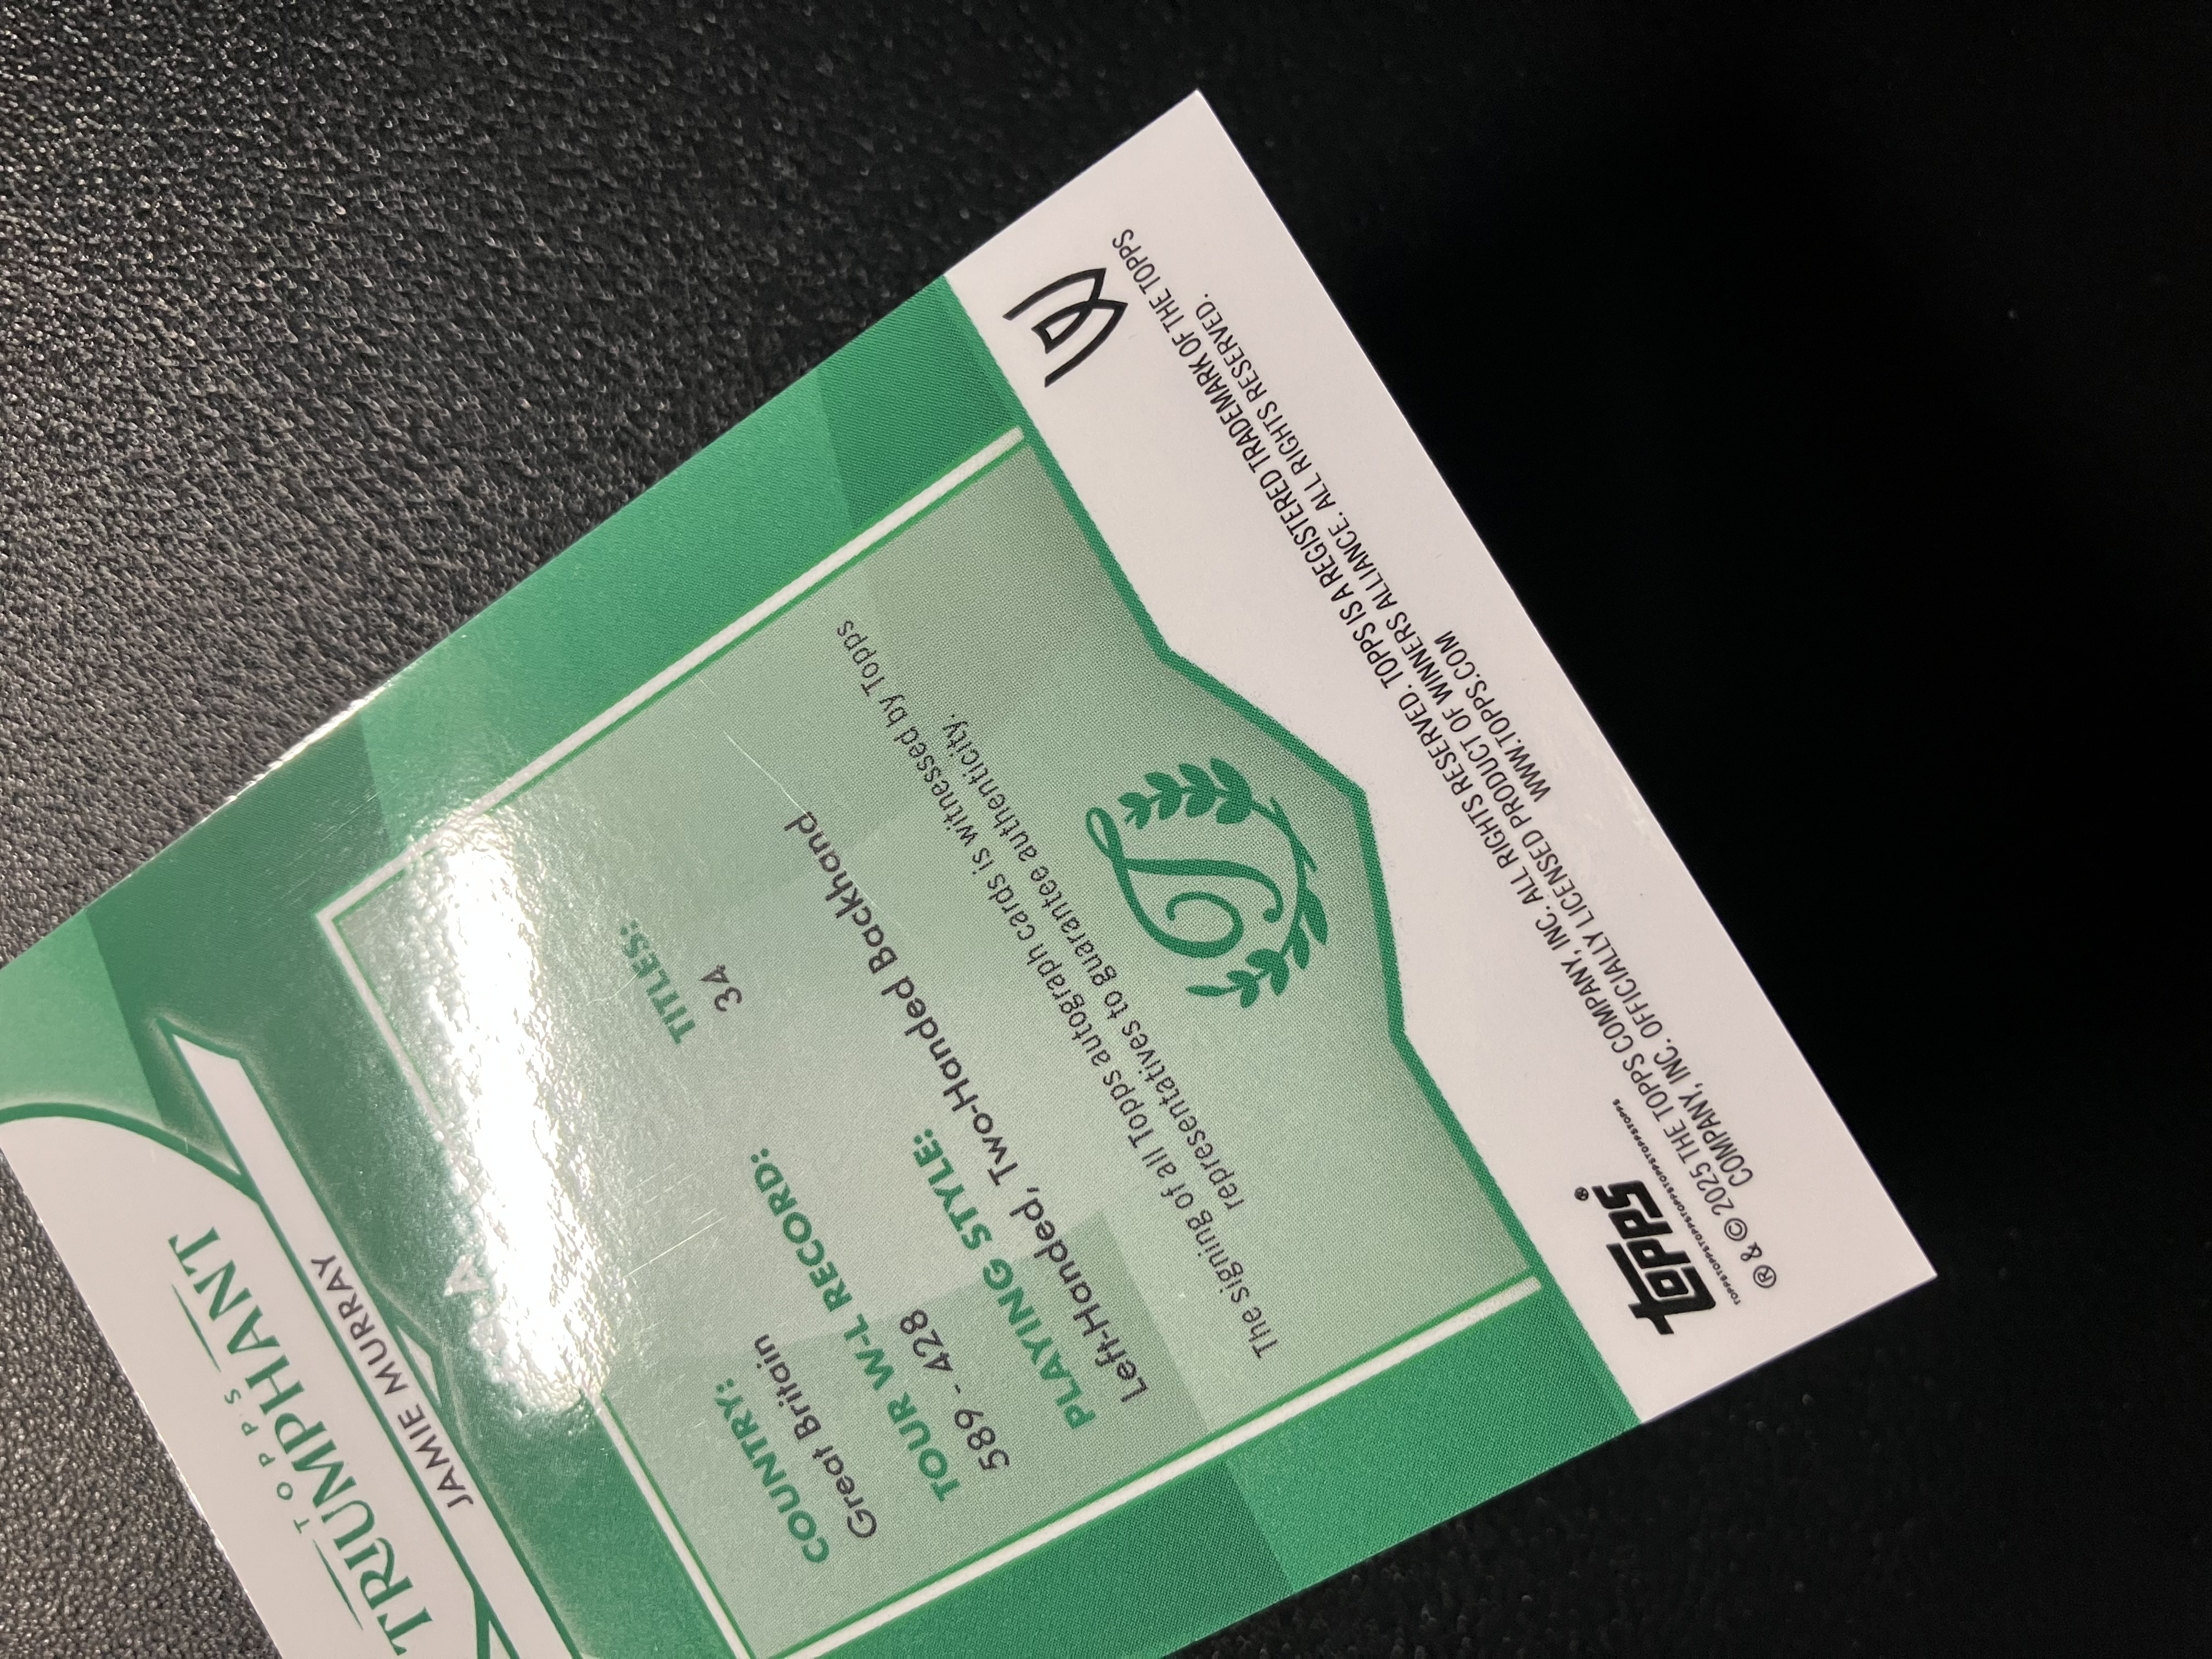 TOPPS
TRIUMPHANT
JAMIE MURRAY
COUNTRY:
Great Britain
TITLES:
34
TOUR W-L RECORD:
589 - 428
PLAYING STYLE:
Left-Handed, Two-Handed Backhand
The signing of all Topps autograph cards is witnessed by Topps
representatives to guarantee authenticity.
topps®
® & © 2025 THE TOPPS COMPANY, INC. ALL RIGHTS RESERVED. TOPPS IS A REGISTERED TRADEMARK OF THE TOPPS
COMPANY, INC. OFFICIALLY LICENSED PRODUCT OF WINNERS ALLIANCE. ALL RIGHTS RESERVED.
WWW.TOPPS.COM